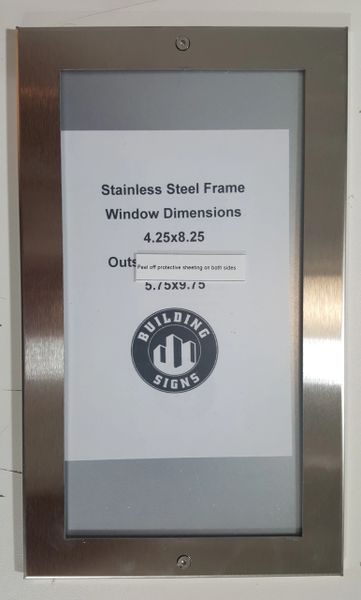 Stainless Steel Frame
Window Dimensions
4.25x8.25
Outs
Peel off protective sheeting on both sides
5.75x9.75
BUILDING
SIGNS